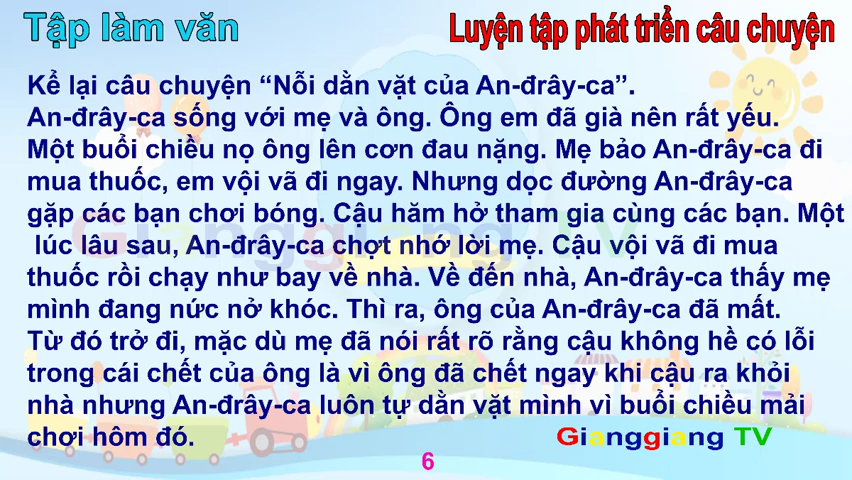 Tập làm văn
Luyện tập phát triển câu chuyện
Kể lại câu chuyện “Nỗi dằn vặt của An-đrây-ca”.
An-đrây-ca sống với mẹ và ông. Ông em đã già nên rất yếu.
Một buổi chiều nọ ông lên cơn đau nặng. Mẹ bảo An-đrây-ca đi
mua thuốc, em vội vã đi ngay. Nhưng dọc đường An-đrây-ca
gặp các bạn chơi bóng. Cậu hăm hở tham gia cùng các bạn. Một
lúc lâu sau, An-đrây-ca chợt nhớ lời mẹ. Cậu vội vã đi mua
thuốc rồi chạy như bay về nhà. Về đến nhà, An-đrây-ca thấy mẹ
mình đang nức nở khóc. Thì ra, ông của An-đrây-ca đã mất.
Từ đó trở đi, mặc dù mẹ đã nói rất rõ rằng cậu không hề có lỗi
trong cái chết của ông là vì ông đã chết ngay khi cậu ra khỏi
nhà nhưng An-đrây-ca luôn tự dằn vặt mình vì buổi chiều mải
chơi hôm đó.
Gianggiang TV
Gianggiang TV
6